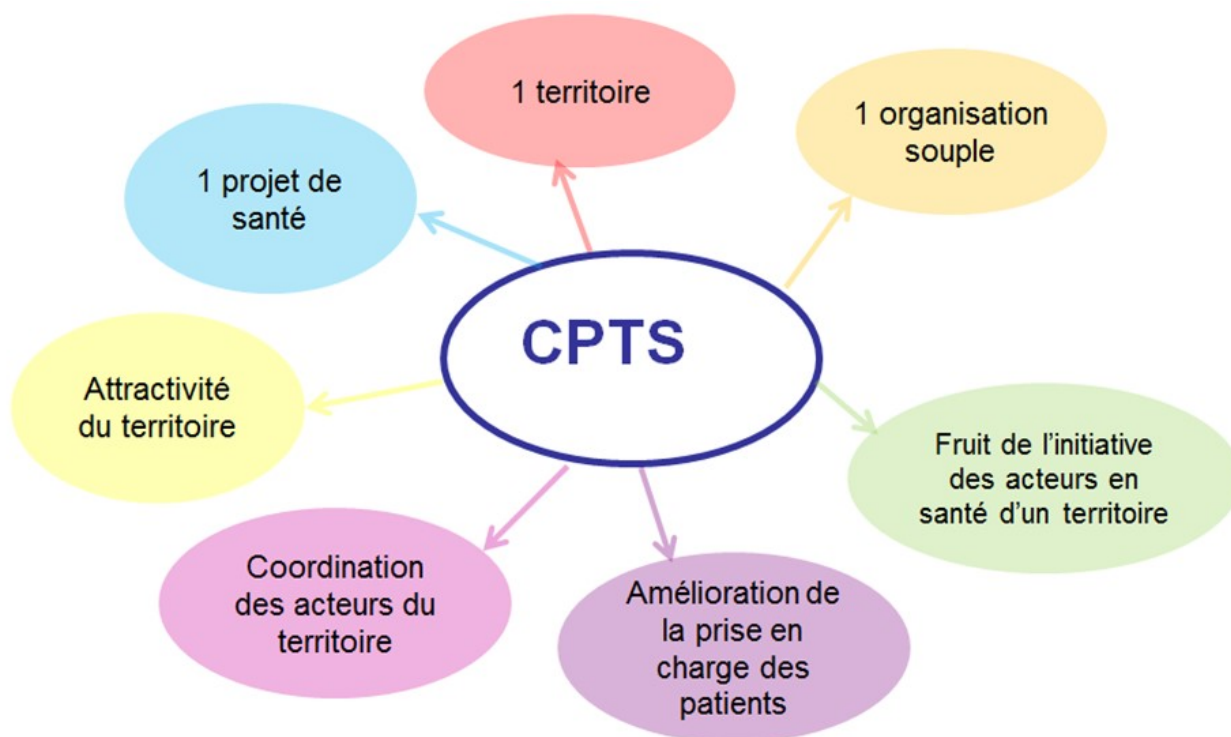 1 territoire
1 organisation
souple
1 projet de
santé
CPTS
Attractivité
du territoire
Fruit de l’initiative
des acteurs en
santé d’un territoire
Coordination
des acteurs du
territoire
Amélioration de
la prise en
charge des
patients